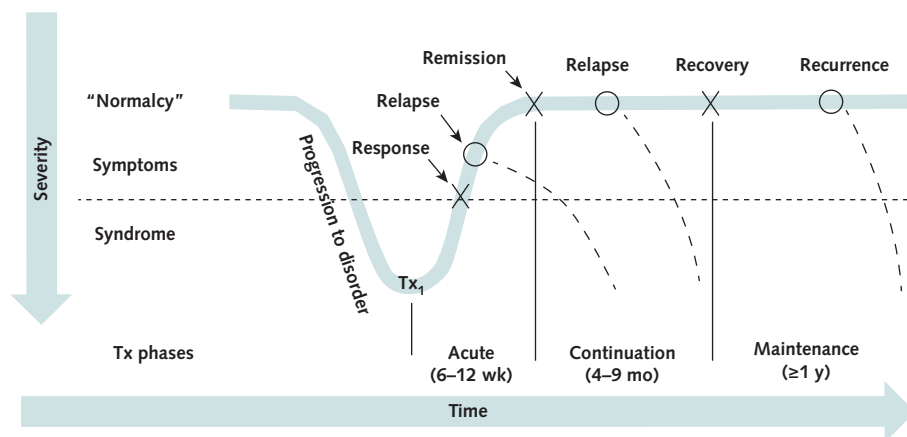 Remission
Relapse
Recovery
Recurrence
“Normalcy”
Relapse
Response
Symptoms
Severity
Progression to disorder
Syndrome
Tx1
Tx phases
Acute
(6–12 wk)
Continuation
(4–9 mo)
Maintenance
(≥1 y)
Time